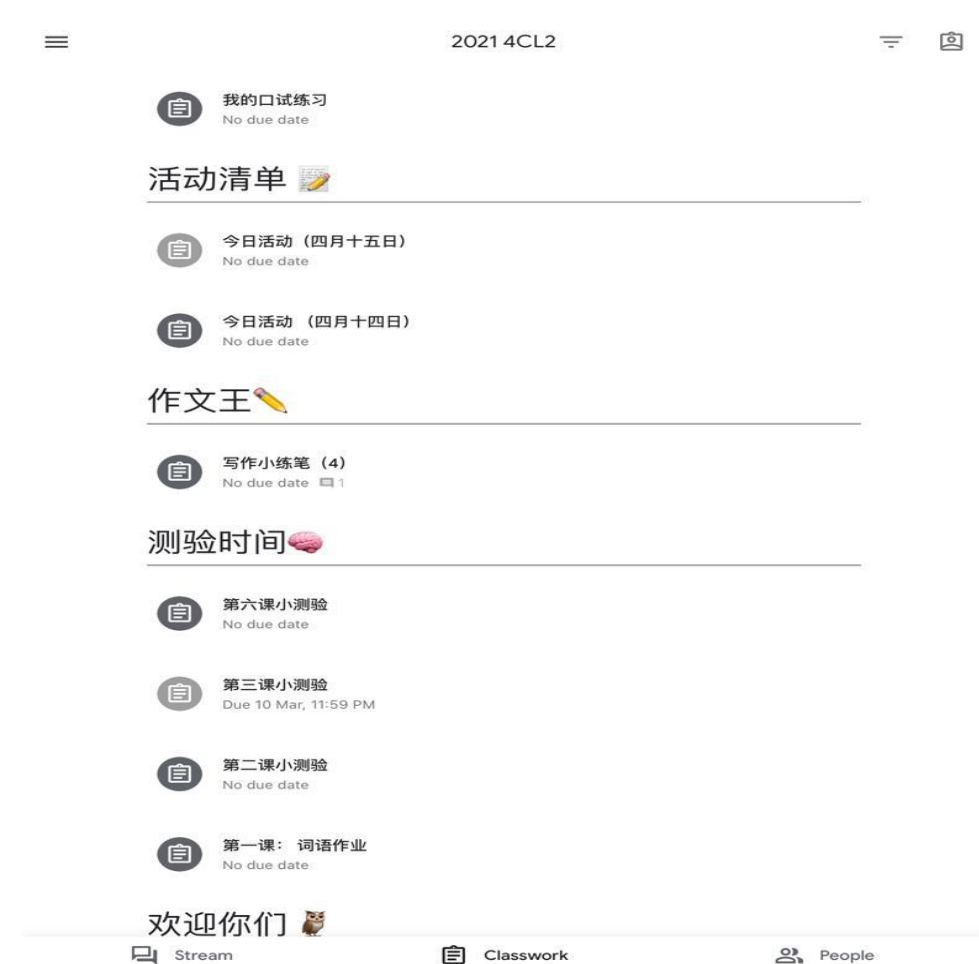 2021 4CL2
我的口试练习
No due date
活动清单 📝
今日活动（四月十五日）
No due date
今日活动 （四月十四日）
No due date
作文王✏️
写作小练笔（4）
No due date 1
测验时间🧠
第六课小测验
No due date
第三课小测验
Due 10 Mar, 11:59 PM
第二课小测验
No due date
第一课： 词语作业
No due date
欢迎你们 🦉
Stream Classwork People